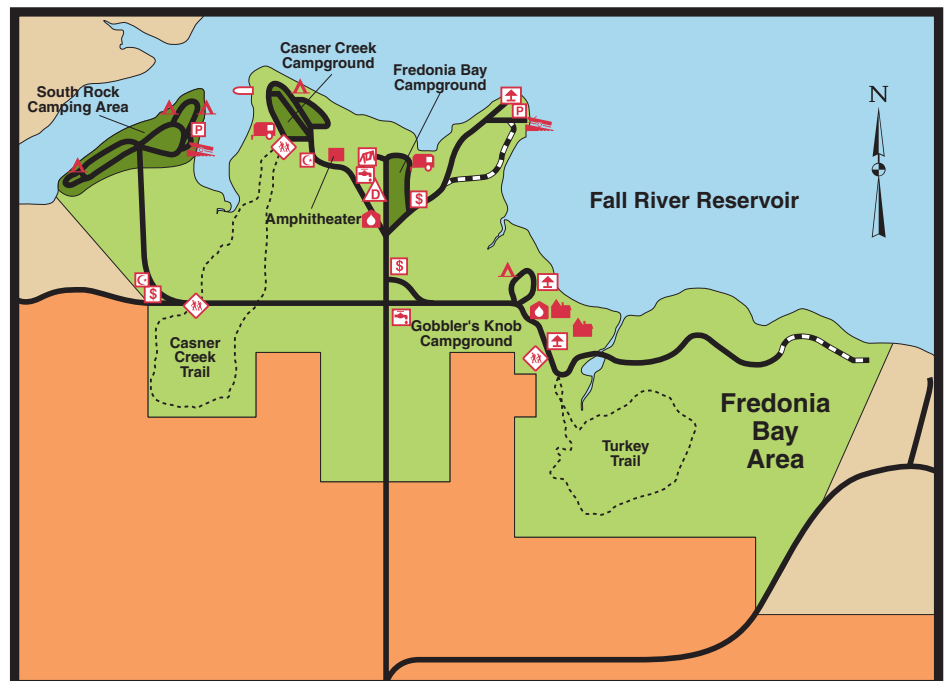 Casner Creek
Campground
Fredonia Bay
Campground
South Rock
Camping Area
P
P
N
D
$
Amphitheater
Fall River Reservoir
$
$
Gobbler's Knob
Campground
Casner
Creek
Trail
Fredonia
Bay
Area
Turkey
Trail